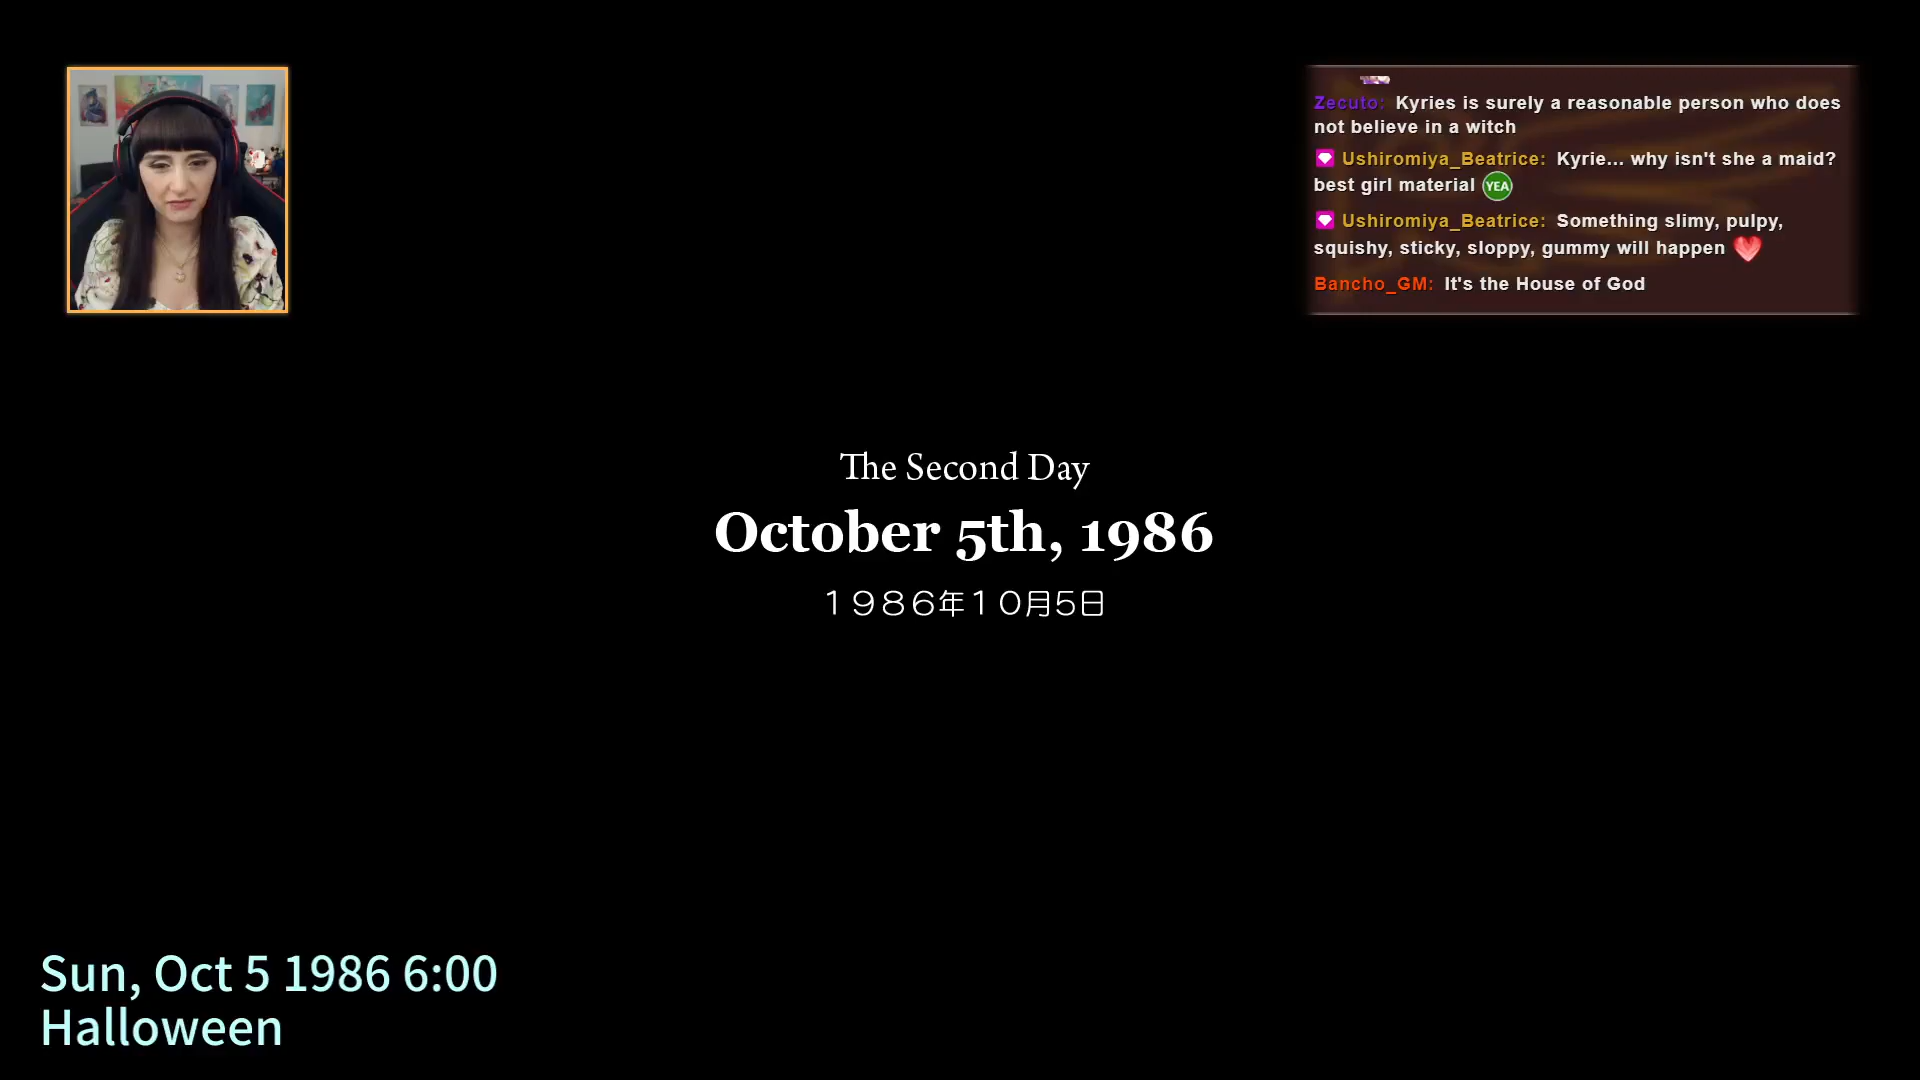 Zecuto: Kyries is surely a reasonable person who does
not believe in a witch
Ushiromiya_Beatrice: Kyrie... why isn't she a maid?
best girl material YEA
Ushiromiya_Beatrice: Something slimy, pulpy,
squishy, sticky, sloppy, gummy will happen
Bancho_GM: It's the House of God
The Second Day
October 5th, 1986
１９８６年１０月５日
Sun, Oct 5 1986 6:00
Halloween